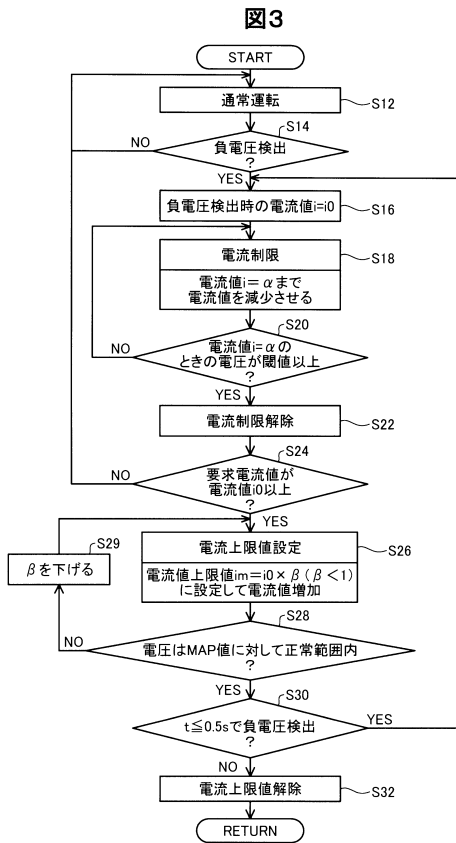 図3
START
通常運転
S12
S14
NO
負電圧検出
?
YES
負電圧検出時の電流値i=i0
S16
電流制限
S18
電流値i=αまで
電流値を減少させる
S20
電流値i=αの
NO
ときの電圧が閾値以上
?
YES
電流制限解除
S22
S24
要求電流値が
NO
電流値i0以上
?
YES
S29
電流上限値設定
S26
βを下げる
電流値上限値im=i0×β(β<1)
に設定して電流値増加
S28
NO
電圧はMAP値に対して正常範囲内
?
YES
S30
t≦0.5sで負電圧検出
YES
?
NO
電流上限値解除
S32
RETURN